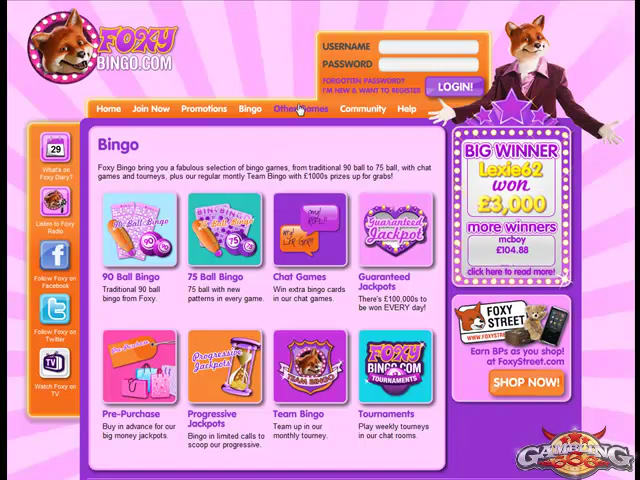 FOXY
BINGO.COM
USERNAME
PASSWORD
FORGOTTEN PASSWORD?
I'M NEW & WANT TO REGISTER
LOGIN!
Home Join Now Promotions Bingo Other Games Community Help
29
What's on
Foxy Diary?
Listen to Foxy
Radio
Follow Foxy on
Facebook
Follow Foxy on
Twitter
TV
Watch Foxy on
TV
Bingo
Foxy Bingo bring you a fabulous selection of bingo games, from traditional 90 ball to 75 ball, with chat
games and tourneys, plus our regular montly Team Bingo with £1000s prizes up for grabs!
90 Ball Bingo
90
75
Guaranteed
Jackpot
90 Ball Bingo
Traditional 90 ball
bingo from Foxy.
75 Ball Bingo
75 ball with new
patterns in every game.
Chat Games
Win extra bingo cards
in our chat games.
Guaranteed
Jackpots
There's £100,000s to
be won EVERY day!
Pre-Purchase
Progressive
Jackpots
TEAM BINGO
FOXY
BINGO.COM
TOURNAMENTS
Pre-Purchase
Buy in advance for our
big money jackpots.
Progressive
Jackpots
Bingo in limited calls to
scoop our progressive.
Team Bingo
Team up in our
monthly tourney.
Tournaments
Play weekly tourneys
in our chat rooms.
BIG WINNER
Lexie62
won
£3,000
more winners
mcboy
£104.88
click here to read more!
FOXY
STREET
Earn BPs as you shop!
at FoxyStreet.com
SHOP NOW!
GAMBLING